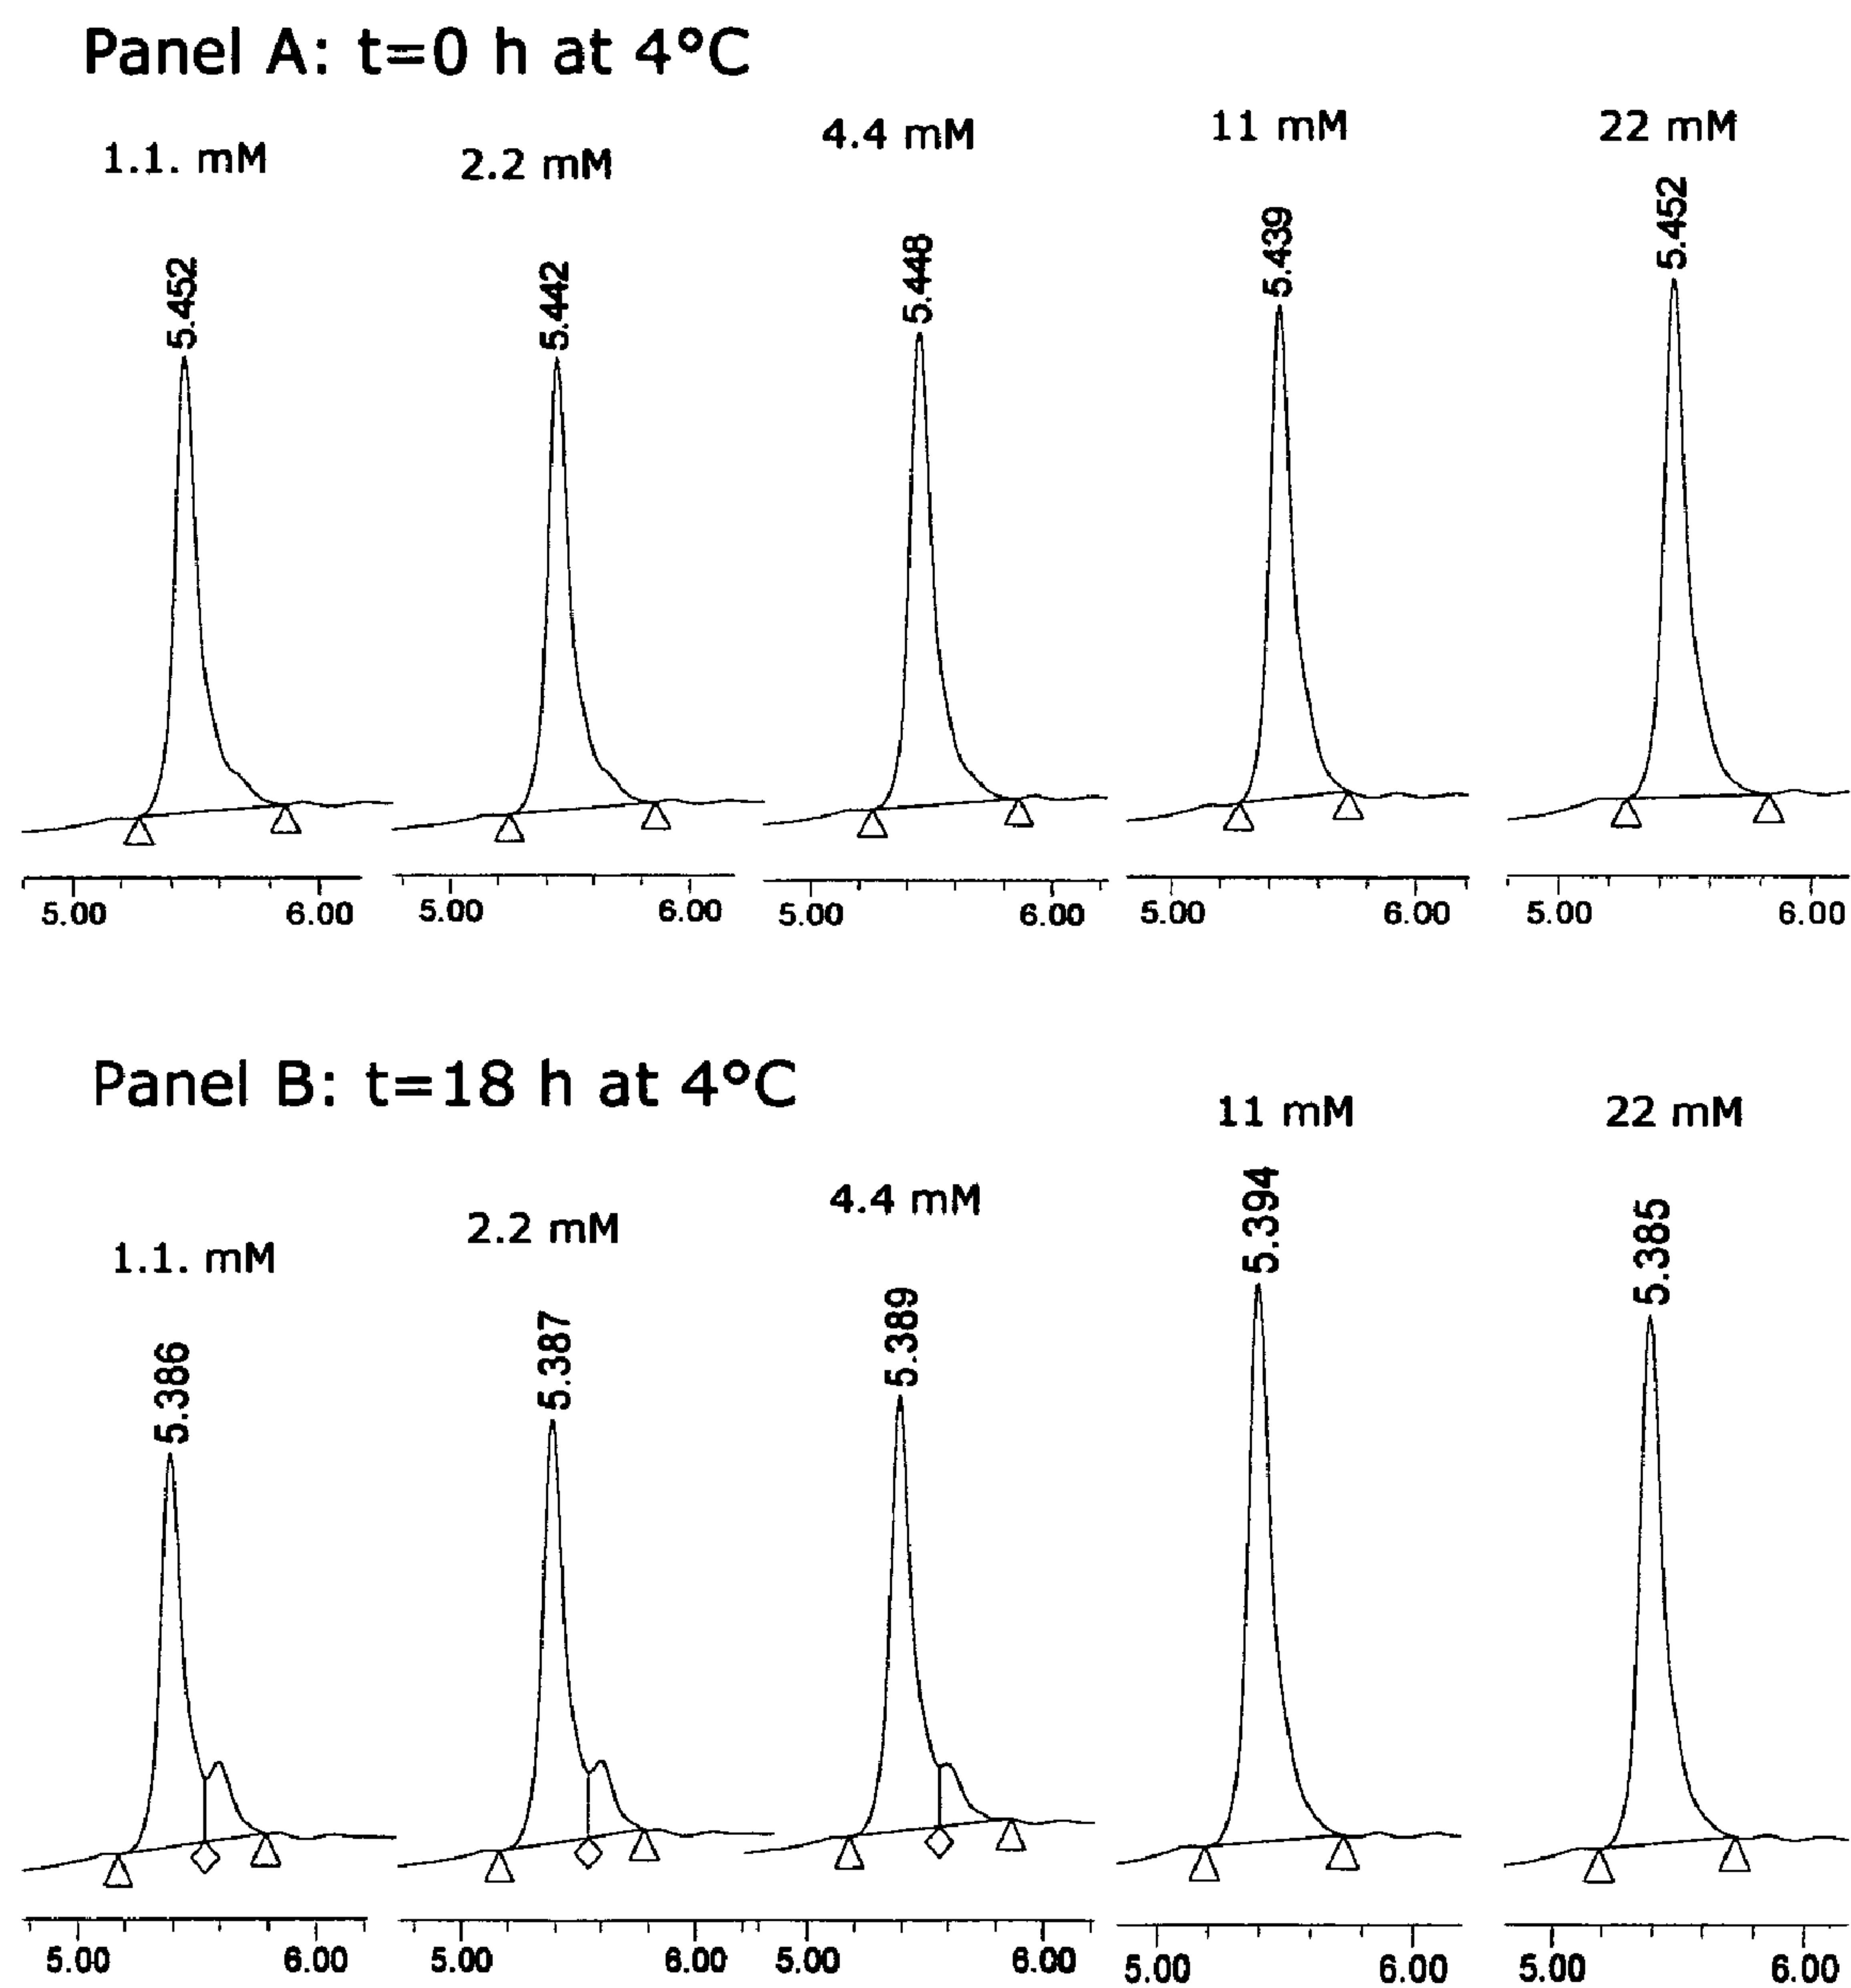 Panel A: t=0 h at 4ºC
1.1. mM
2.2 mM
4.4 mM
11 mM
22 mM
5.452
5.442
5.448
5.439
5.452
5.00 6.00
5.00 6.00
5.00 6.00
5.00 6.00
5.00 6.00
Panel B: t=18 h at 4ºC
1.1. mM
2.2 mM
4.4 mM
11 mM
22 mM
5.386
5.387
5.389
5.394
5.385
5.00 6.00
5.00 6.00
5.00 6.00
5.00 6.00
5.00 6.00